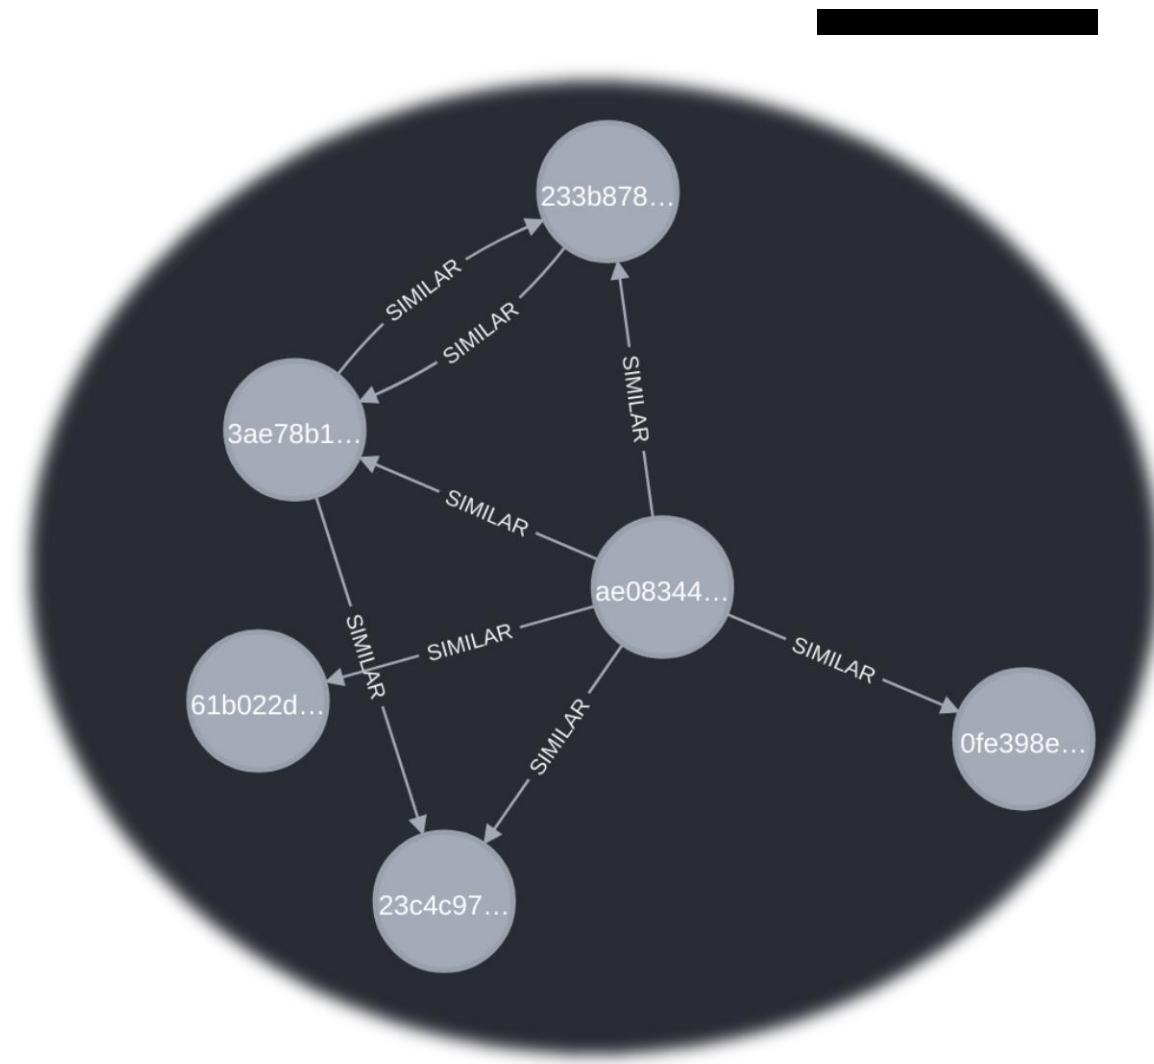 233b878…
SIMILAR
SIMILAR
SIMILAR
3ae78b1…
SIMILAR
ae08344…
SIMILAR
SIMILAR
SIMILAR
61b022d…
SIMILAR
0fe398e…
23c4c97…